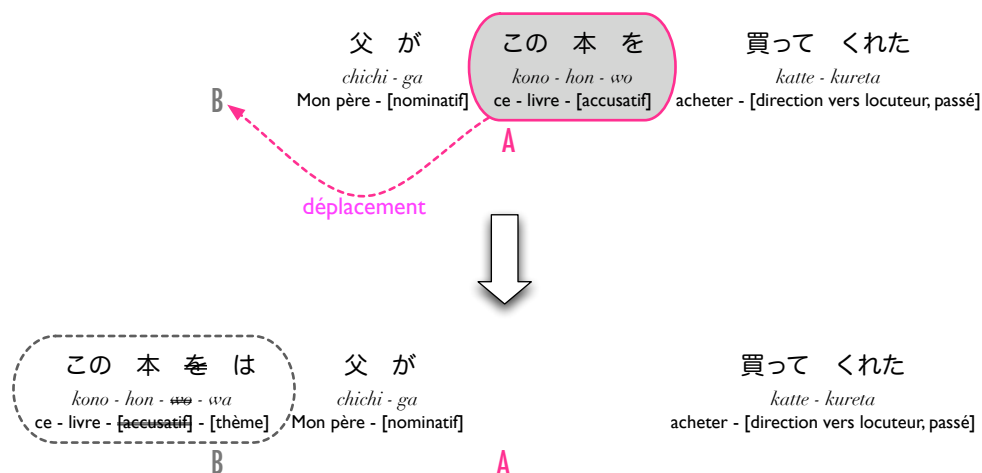 父 が この 本 を 買って くれた
chichi - ga kono - hon - wo katte - kureta
Mon père - [nominatif] ce - livre - [accusatif] acheter - [direction vers locuteur, passé]
B
A
déplacement
この 本 を は 父 が 買って くれた
kono - hon - wo - wa chichi - ga katte - kureta
ce - livre - [accusatif] - [thème] Mon père - [nominatif] acheter - [direction vers locuteur, passé]
B A